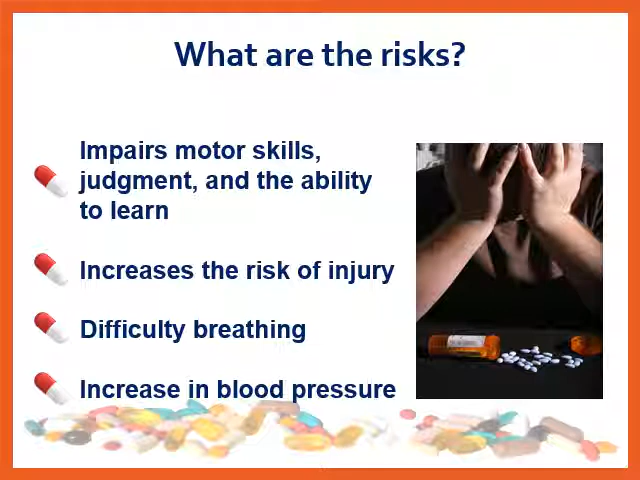 What are the risks?
Impairs motor skills,
judgment, and the ability
to learn
Increases the risk of injury
Difficulty breathing
Increase in blood pressure